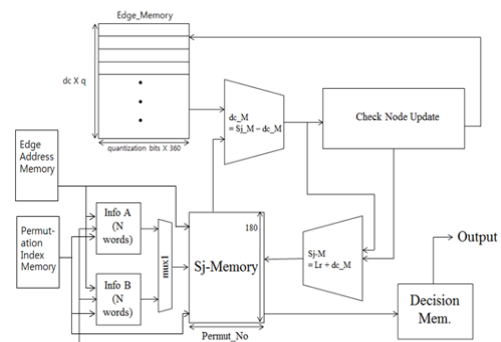 Edge_Memory
dc X q
quantization bits X 360
dc_M
= Sj_M – dc_M
Check Node Update
Edge
Address
Memory
Permut-
ation
Index
Memory
Info A
(N
words)
Info B
(N
words)
mux1
180
Sj-Memory
Permut_No
Sj-M
= Lr + dc_M
Output
Decision
Mem.